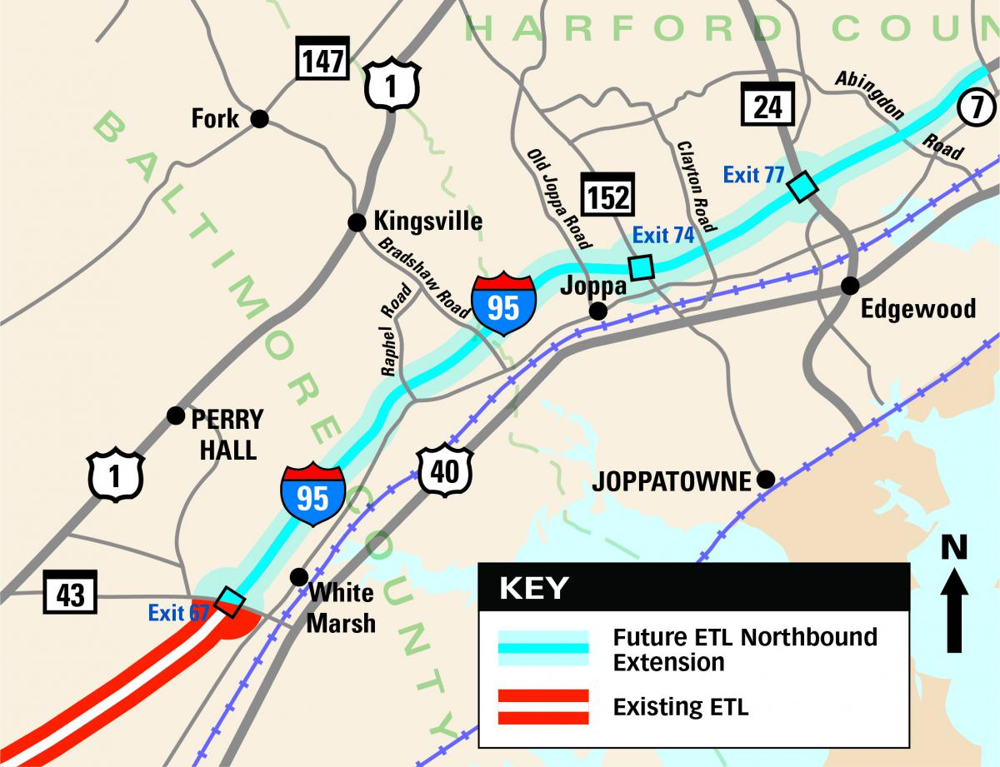 HARFORD COUN
147
1
24
Abingdon
Road
7
Fork
BALTIMORE COUNTY
Old Joppa Road
Clayton Road
152
Exit 77
Kingsville
Exit 74
Bradshaw Road
Raphel Road
95
Joppa
Edgewood
PERRY
HALL
1
40
95
JOPPATOWNE
N
43
Exit 67
White
Marsh
KEY
Future ETL Northbound
Extension
Existing ETL